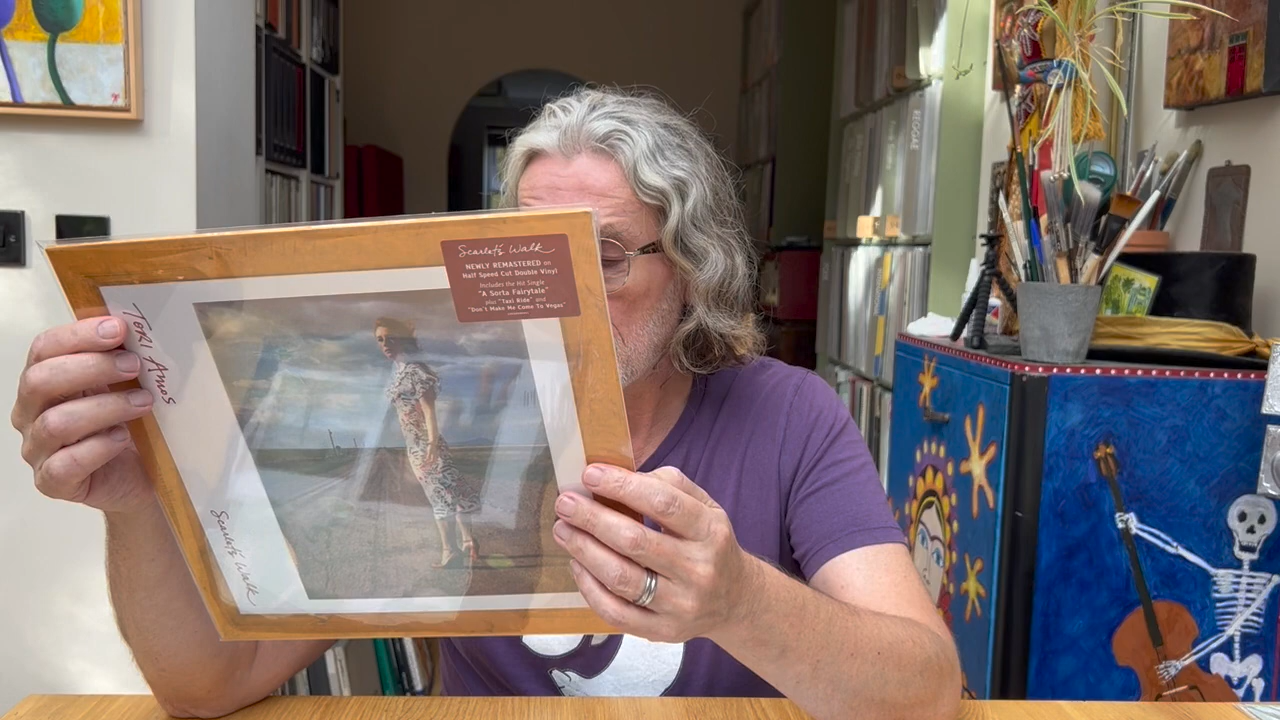 Scarlet's Walk
NEWLY REMASTERED on
Half Speed Cut Double Vinyl
Includes the Hit Single
"A Sorta Fairytale"
plus "Taxi Ride" and
"Don't Make Me Come To Vegas"
TORI AMOS
Scarlet's Walk
REGGAE